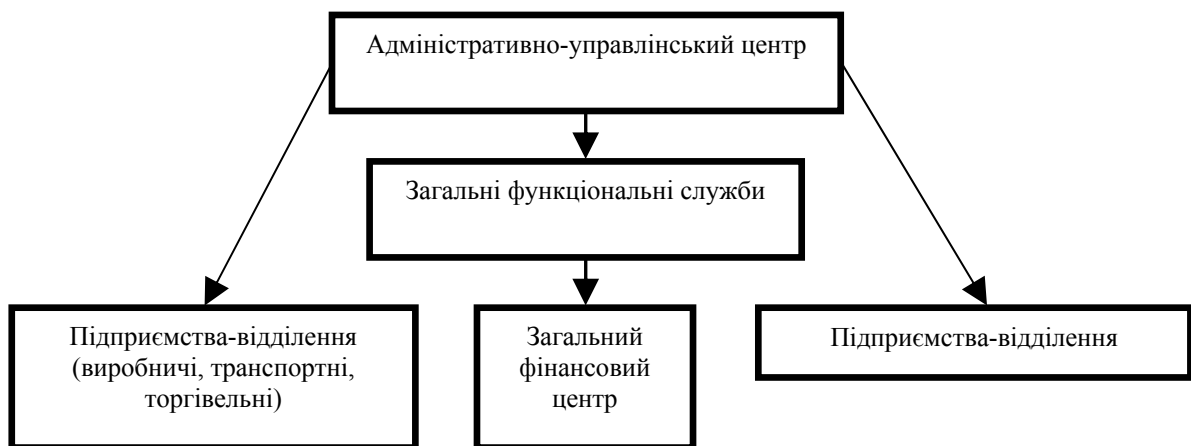 Адміністративно-управлінський центр
Загальні функціональні служби
Підприємства-відділення
(виробничі, транспортні,
торгівельні)
Загальний
фінансовий
центр
Підприємства-відділення